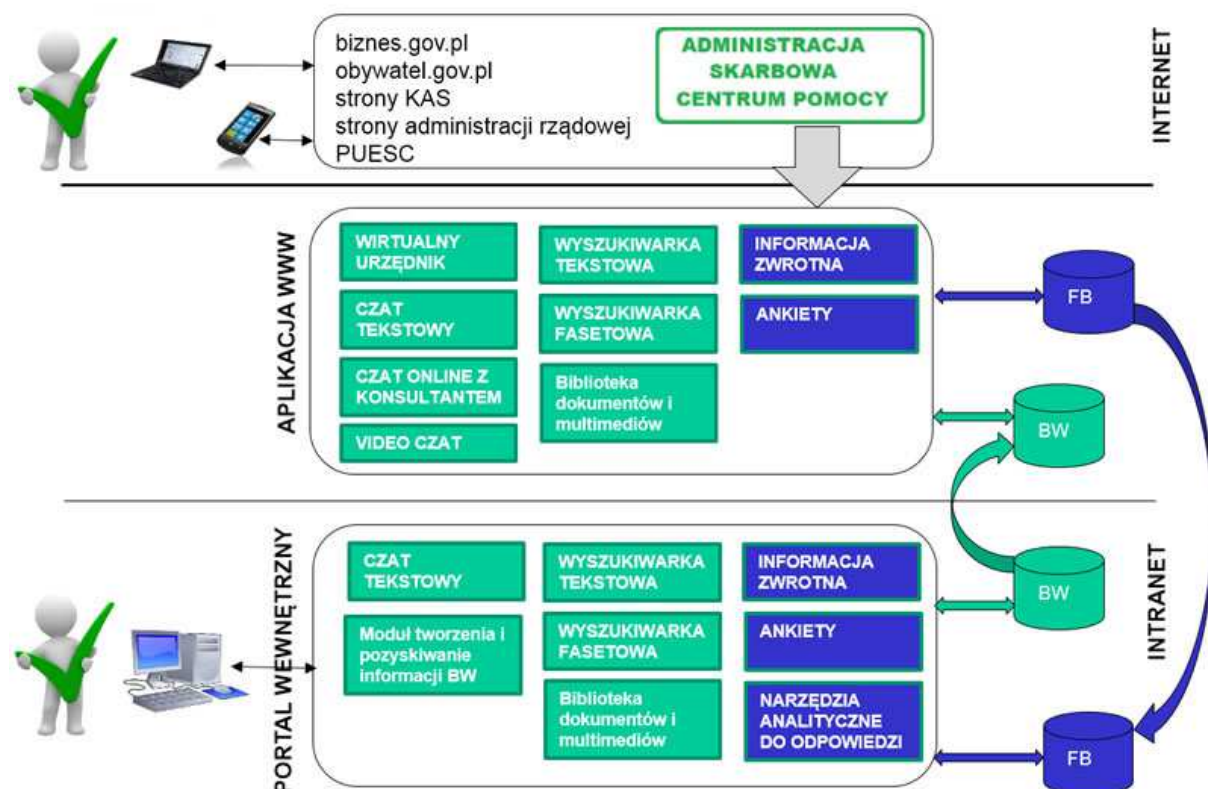 biznes.gov.pl
obywatel.gov.pl
strony KAS
strony administracji rządowej
PUESC
ADMINISTRACJA
SKARBOWA
CENTRUM POMOCY
INTERNET
APLIKACJA WWW
WIRTUALNY
URZĘDNIK
CZAT
TEKSTOWY
CZAT ONLINE Z
KONSULTANTEM
VIDEO CZAT
WYSZUKIWARKA
TEKSTOWA
WYSZUKIWARKA
FASETOWA
Biblioteka
dokumentów i
multimediów
INFORMACJA
ZWROTNA
ANKIETY
FB
BW
PORTAL WEWNĘTRZNY
CZAT
TEKSTOWY
Moduł tworzenia i
pozyskiwanie
informacji BW
WYSZUKIWARKA
TEKSTOWA
WYSZUKIWARKA
FASETOWA
Biblioteka
dokumentów i
multimediów
INFORMACJA
ZWROTNA
ANKIETY
NARZĘDZIA
ANALITYCZNE
DO ODPOWIEDZI
BW
FB
INTRANET